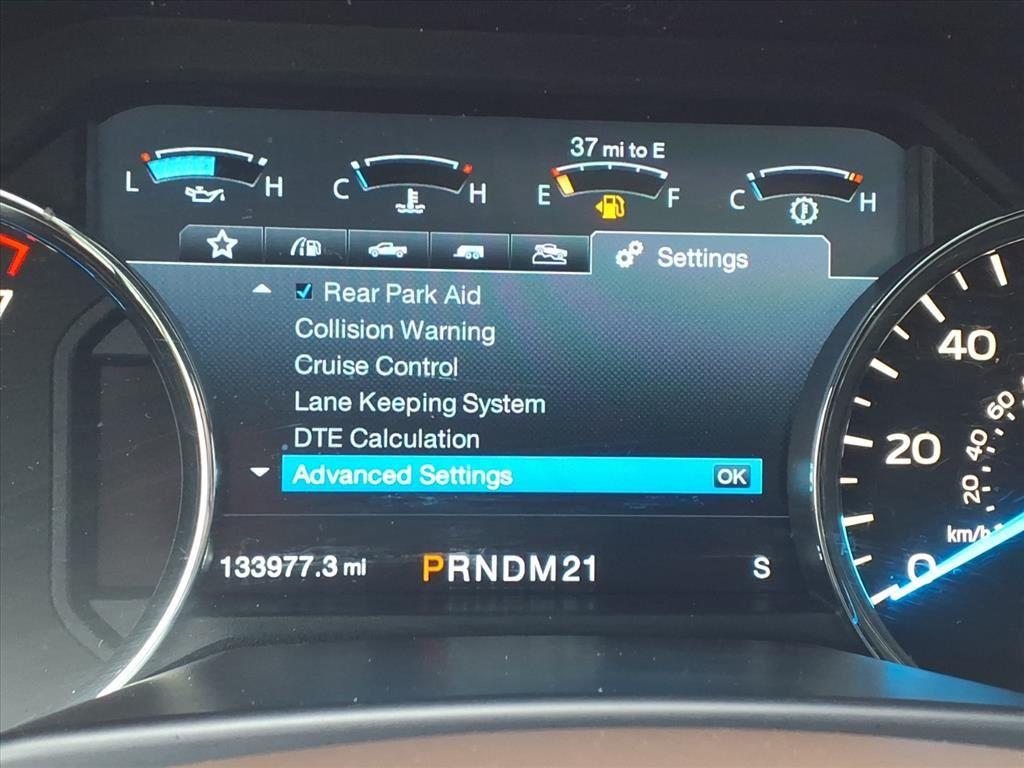 37 mi to E
L H C H E F C H
Settings
Rear Park Aid
Collision Warning
Cruise Control
Lane Keeping System
DTE Calculation
Advanced Settings OK
133977.3 mi PRNDM21 S
7
40
20
0
60
40
20
km/h